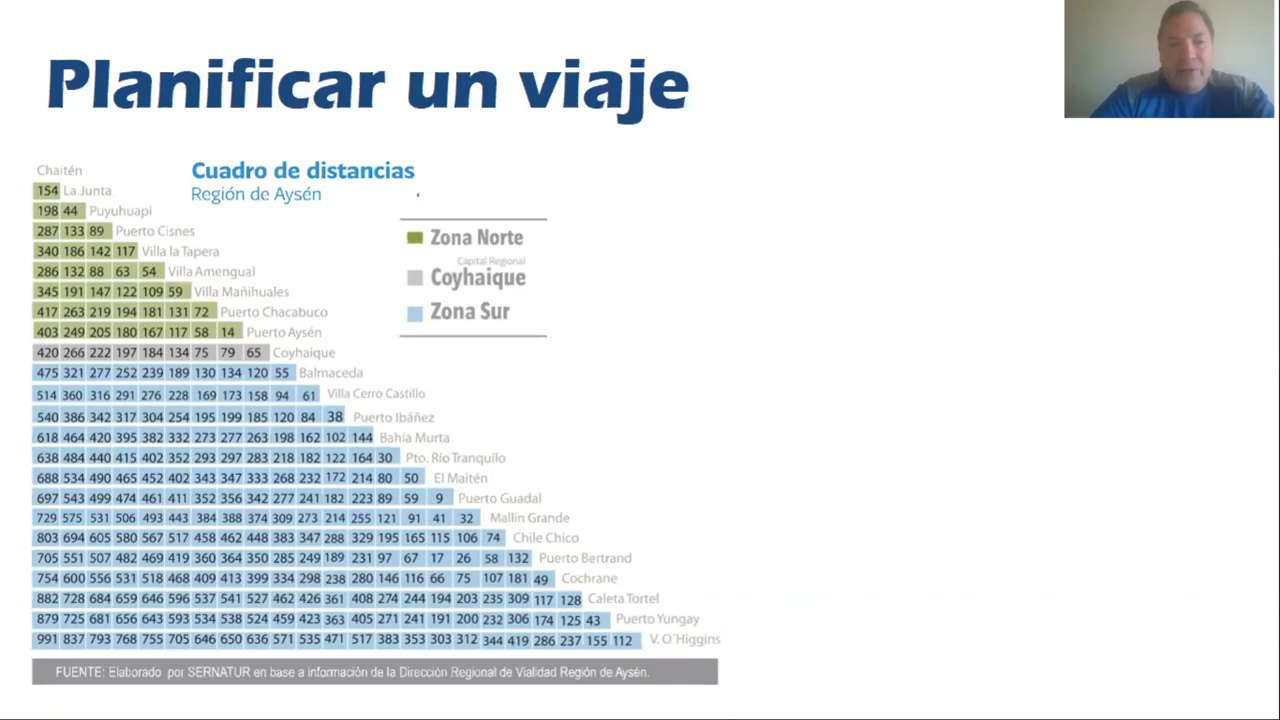 Planificar un viaje
Cuadro de distancias
Región de Aysén
Zona Norte
Capital Regional
Coyhaique
Zona Sur
Chaitén
154 La Junta
198 44 Puyuhuapi
287 133 89 Puerto Cisnes
340 186 142 117 Villa la Tapera
286 132 88 63 54 Villa Amengual
345 191 147 122 109 59 Villa Mañihuales
417 263 219 194 181 131 72 Puerto Chacabuco
403 249 205 180 167 117 58 14 Puerto Aysén
420 266 222 197 184 134 75 79 65 Coyhaique
475 321 277 252 239 189 130 134 120 55 Balmaceda
514 360 316 291 276 228 169 173 158 94 61 Villa Cerro Castillo
540 386 342 317 304 254 195 199 185 120 84 38 Puerto Ibáñez
618 464 420 395 382 332 273 277 263 198 162 102 144 Bahía Murta
638 484 440 415 402 352 293 297 283 218 182 122 164 30 Pto. Río Tranquilo
688 534 490 465 452 402 343 347 333 268 232 172 214 80 50 El Maitén
697 543 499 474 461 411 352 356 342 277 241 182 223 89 59 9 Puerto Guadal
729 575 531 506 493 443 384 388 374 309 273 214 255 121 91 41 32 Mallín Grande
803 694 605 580 567 517 458 462 448 383 347 288 329 195 165 115 106 74 Chile Chico
705 551 507 482 469 419 360 364 350 285 249 189 231 97 67 17 26 58 132 Puerto Bertrand
754 600 556 531 518 468 409 413 399 334 298 238 280 146 116 66 75 107 181 49 Cochrane
882 728 684 659 646 596 537 541 527 462 426 361 408 274 244 194 203 235 309 117 128 Caleta Tortel
879 725 681 656 643 593 534 538 524 459 423 363 405 271 241 191 200 232 306 174 125 43 Puerto Yungay
991 837 793 768 755 705 646 650 636 571 535 471 517 383 353 303 312 344 419 286 237 155 112 V. O´Higgins
FUENTE: Elaborado por SERNATUR en base a información de la Dirección Regional de Vialidad Región de Aysén.